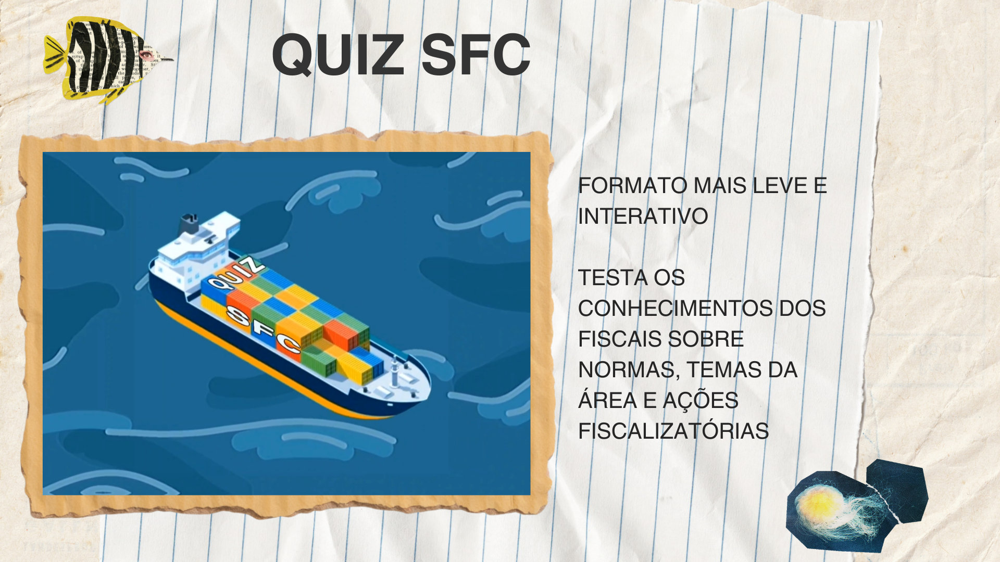 QUIZ SFC
QUIZ
SFC
FORMATO MAIS LEVE E
INTERATIVO
TESTA OS
CONHECIMENTOS DOS
FISCAIS SOBRE
NORMAS, TEMAS DA
ÁREA E AÇÕES
FISCALIZATÓRIAS